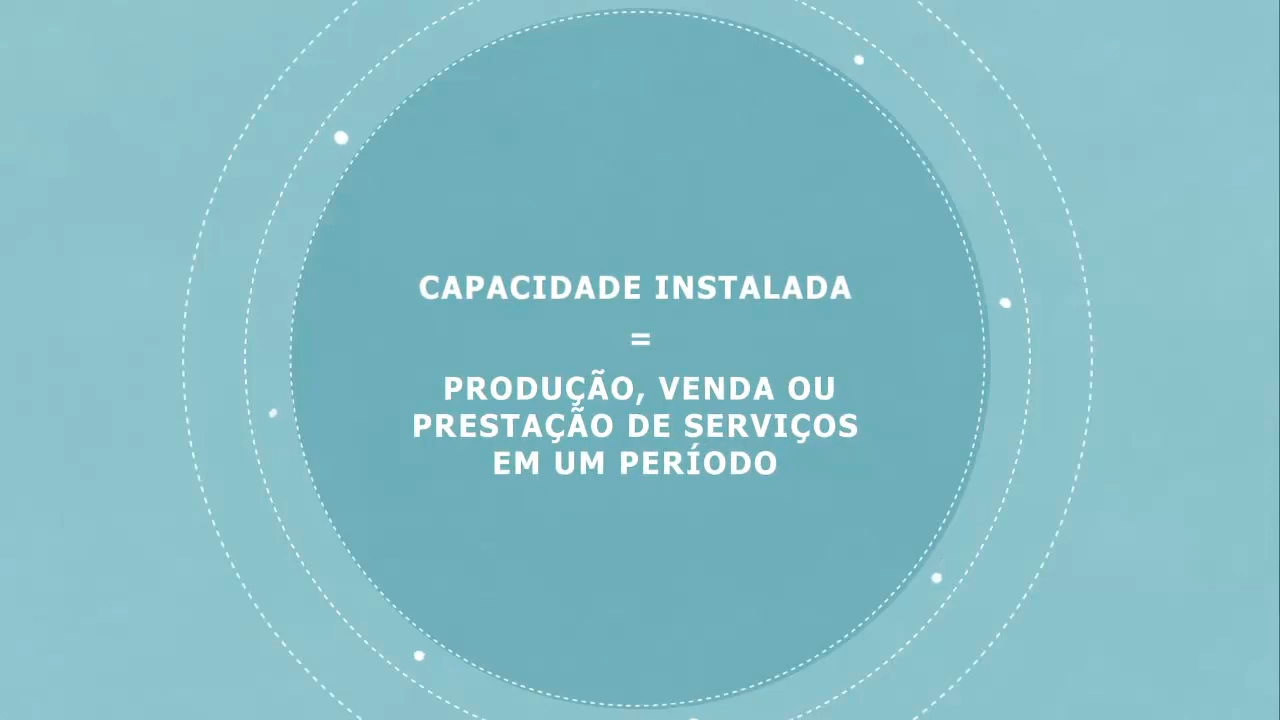 CAPACIDADE INSTALADA
=
PRODUÇÃO, VENDA OU
PRESTAÇÃO DE SERVIÇOS
EM UM PERÍODO